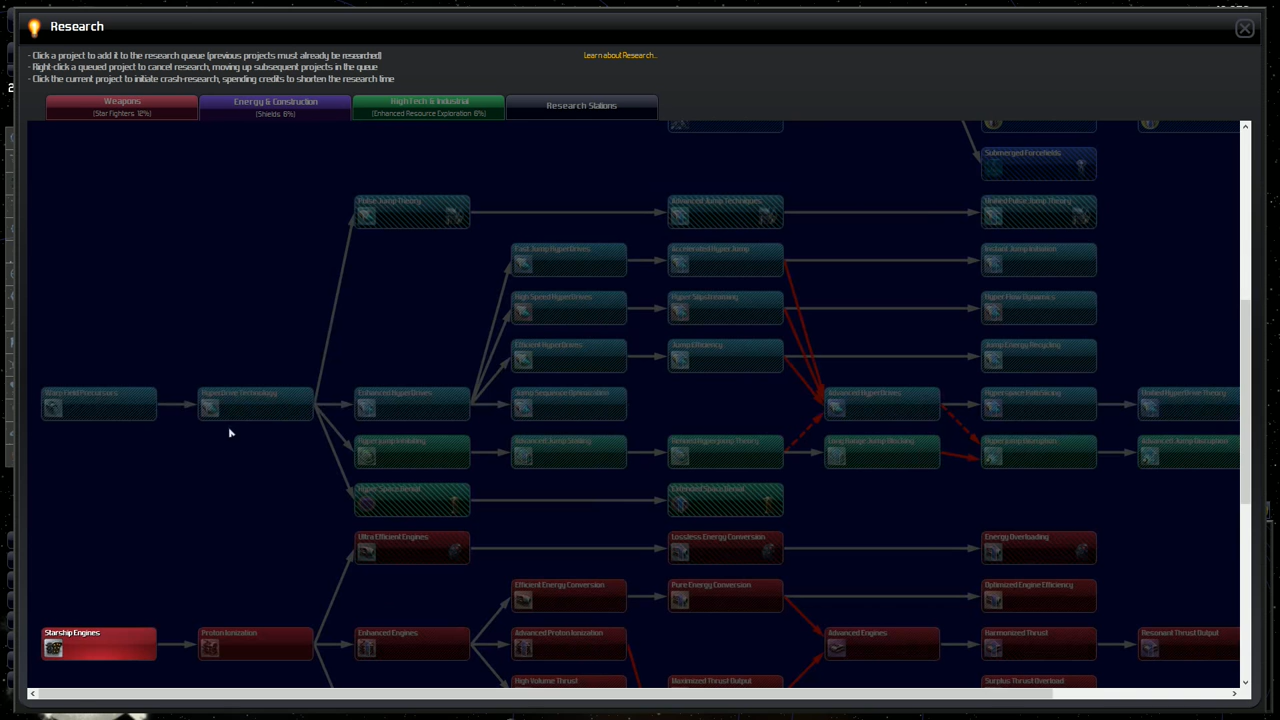 Research
- Click a project to add it to the research queue (previous projects must already be researched)
- Right-click a queued project to cancel research, moving up subsequent projects in the queue
- Click the current project to initiate crash-research, spending credits to shorten the research time
Learn about Research...
Weapons
(Star Fighters 12%)
Energy & Construction
(Shields 6%)
HighTech & Industrial
(Enhanced Resource Exploration 6%)
Research Stations
Submerged Forcefields
Pulse Jump Theory
Advanced Jump Techniques
Unified Pulse Jump Theory
Fast Jump HyperDrives
Accelerated Hyper Jump
Instant Jump Initiation
High Speed HyperDrives
Hyper Slipstreaming
Hyper Flow Dynamics
Efficient HyperDrives
Jump Efficiency
Jump Energy Recycling
Warp Field Precursors
HyperDrive Technology
Enhanced HyperDrives
Jump Sequence Optimization
Advanced HyperDrives
Hyperspace Path Slicing
Unified HyperDrive Theory
Hyperjump Inhibiting
Advanced Jump Stalling
Refined Hyperjump Theory
Long Range Jump Blocking
Hyperjump Disruption
Advanced Jump Disruption
Hyper Space Denial
Extended Space Denial
Ultra Efficient Engines
Lossless Energy Conversion
Energy Overloading
Efficient Energy Conversion
Pure Energy Conversion
Optimized Engine Efficiency
Starship Engines
Proton Ionization
Enhanced Engines
Advanced Proton Ionization
Advanced Engines
Harmonized Thrust
Resonant Thrust Output
High Volume Thrust
Maximized Thrust Output
Surplus Thrust Overload